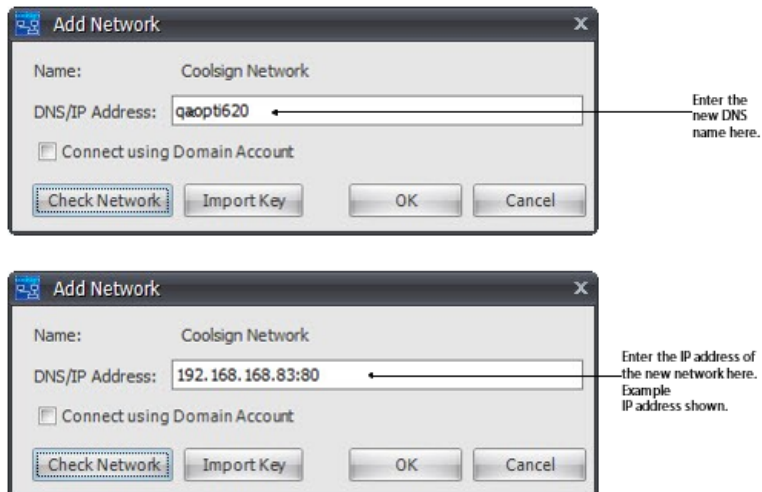 Add Network
x
Name: Coolsign Network
DNS/IP Address: qaopti620
Enter the
new DNS
name here.
Connect using Domain Account
Check Network Import Key OK Cancel
Add Network
x
Name: Coolsign Network
DNS/IP Address: 192.168.168.83:80
Enter the IP address of
the new network here.
Example
IP address shown.
Connect using Domain Account
Check Network Import Key OK Cancel